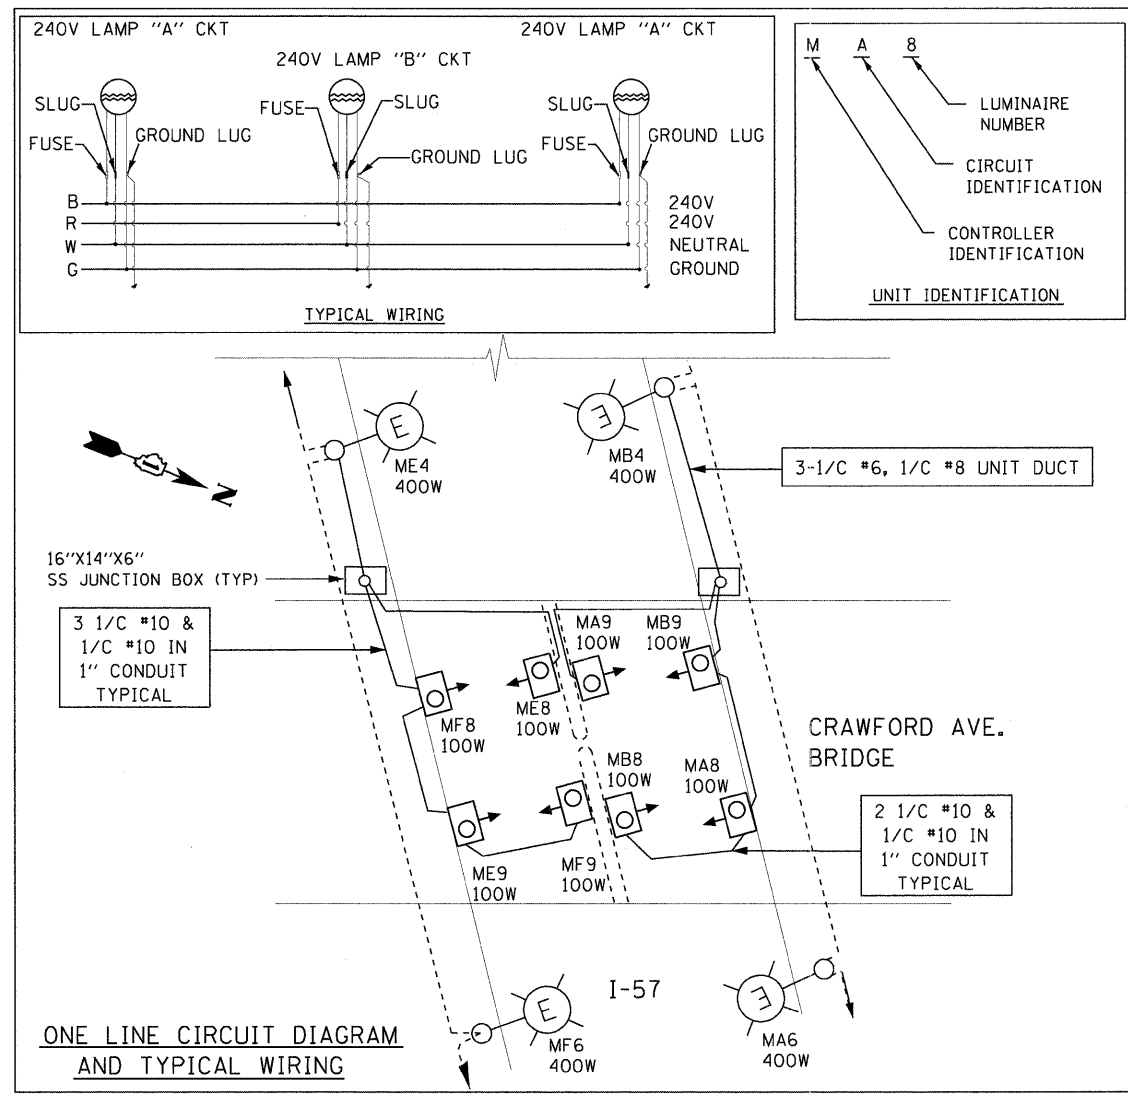 240V LAMP "A" CKT
240V LAMP "B" CKT
240V LAMP "A" CKT
SLUG
FUSE
GROUND LUG
FUSE
SLUG
GROUND LUG
SLUG
FUSE
GROUND LUG
B
R
W
G
240V
240V
NEUTRAL
GROUND
TYPICAL WIRING
M A 8
LUMINAIRE
NUMBER
CIRCUIT
IDENTIFICATION
CONTROLLER
IDENTIFICATION
UNIT IDENTIFICATION
N
E
ME4
400W
E
MB4
400W
3-1/C #6, 1/C #8 UNIT DUCT
16"X14"X6"
SS JUNCTION BOX (TYP)
3 1/C #10 &
1/C #10 IN
1" CONDUIT
TYPICAL
MA9
100W
MB9
100W
MF8
100W
ME8
100W
CRAWFORD AVE.
BRIDGE
MB8
100W
MA8
100W
ME9
100W
MF9
100W
2 1/C #10 &
1/C #10 IN
1" CONDUIT
TYPICAL
I-57
E
MF6
400W
E
MA6
400W
ONE LINE CIRCUIT DIAGRAM
AND TYPICAL WIRING